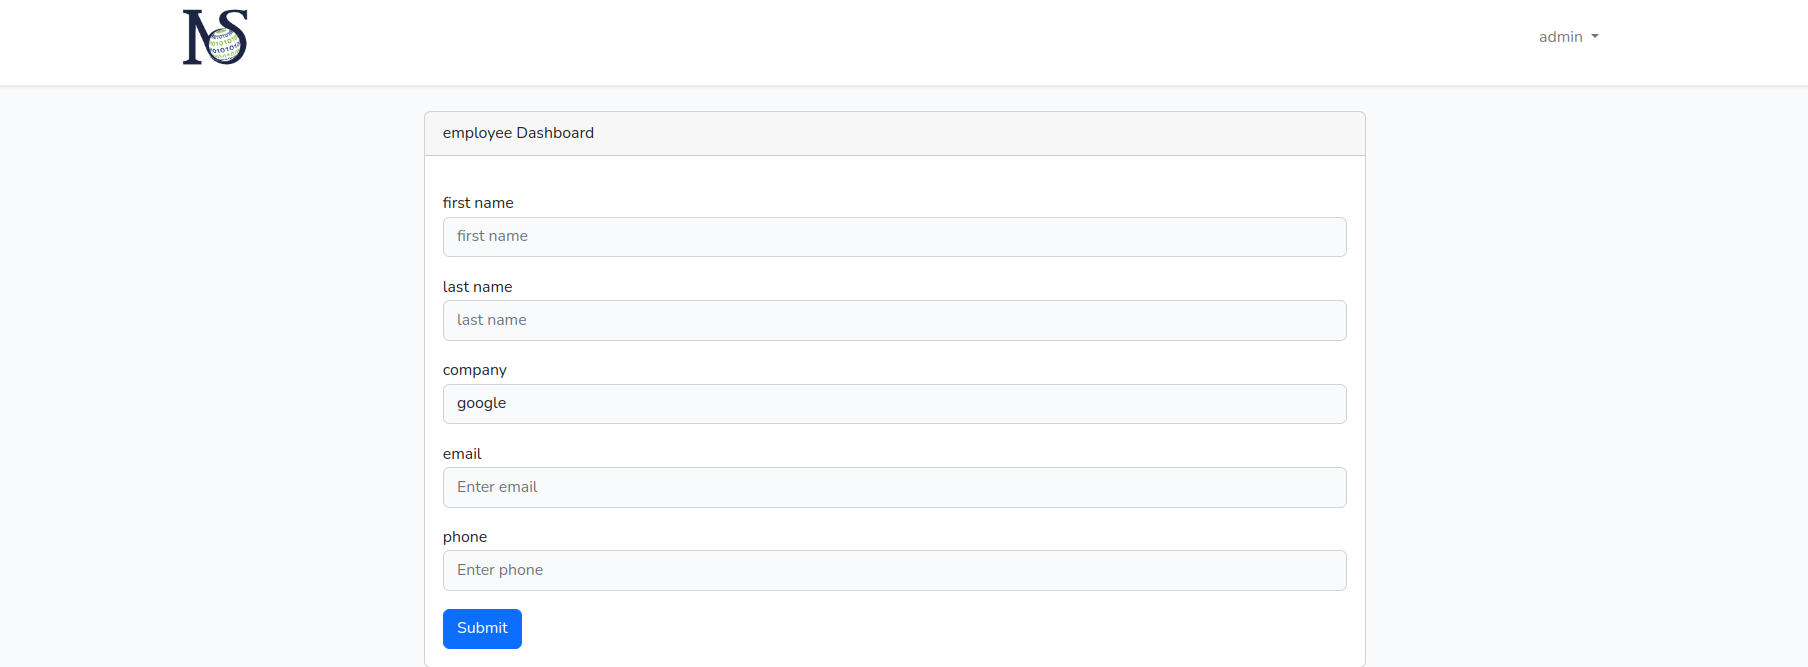 MS
admin
employee Dashboard
first name
first name
last name
last name
company
google
email
Enter email
phone
Enter phone
Submit